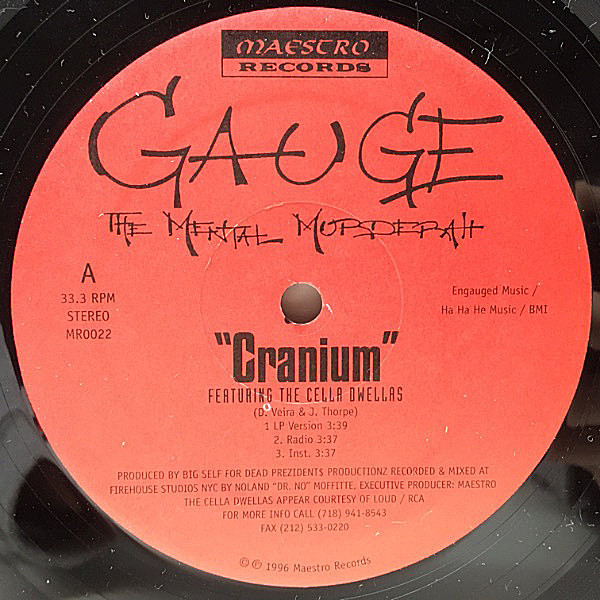 MAESTRO
RECORDS
GAUGE
THE MENTAL MURDERAH
A
33.3 RPM
STEREO
MR0022
Engauged Music /
Ha Ha He Music / BMI
"Cranium"
FEATURING THE CELLA DWELLAS
(D. Veira & J. Thorpe)
1 LP Version 3:39
2. Radio 3:37
3. Inst. 3:37
PRODUCED BY BIG SELF FOR DEAD PREZIDENTS PRODUCTIONZ RECORDED & MIXED AT
FIREHOUSE STUDIOS NYC BY NOLAND "DR. NO" MOFFITTE, EXECUTIVE PRODUCER: MAESTRO
THE CELLA DWELLAS APPEAR COURTESY OF LOUD / RCA
FOR MORE INFO CALL (718) 941-8543
FAX (212) 533-0220
© ℗ 1996 Maestro Records